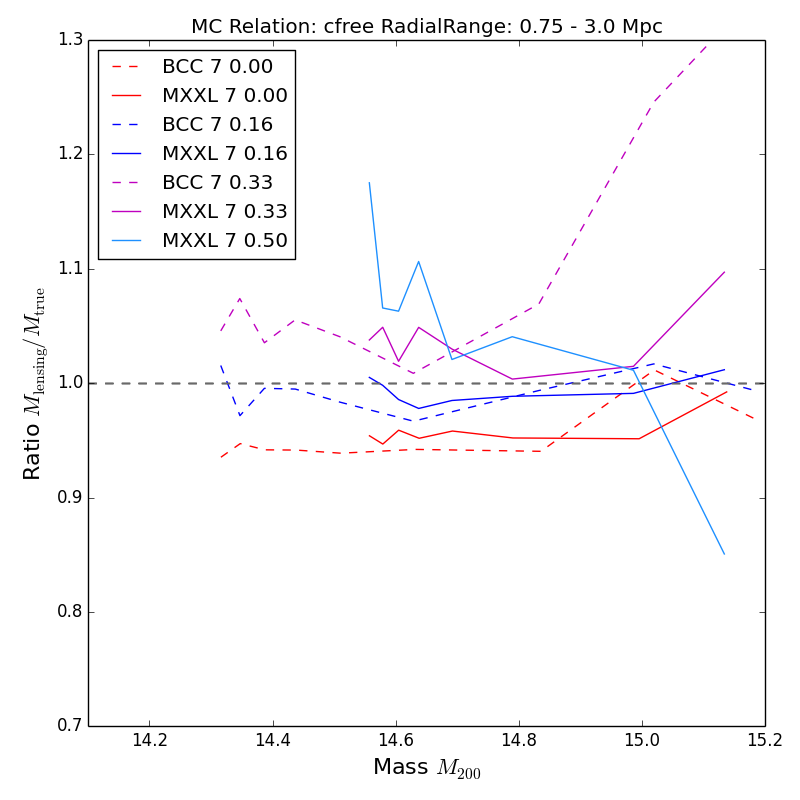 MC Relation: cfree RadialRange: 0.75 - 3.0 Mpc
BCC 7 0.00
MXXL 7 0.00
BCC 7 0.16
MXXL 7 0.16
BCC 7 0.33
MXXL 7 0.33
MXXL 7 0.50
1.3
1.2
1.1
1.0
0.9
0.8
0.7
Ratio M_lensing/M_true
14.2 14.4 14.6 14.8 15.0 15.2
Mass M_200